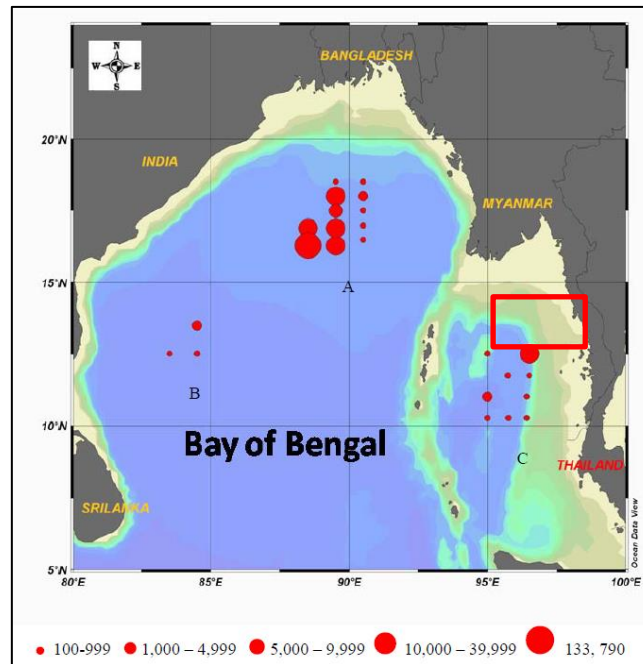 N
W E
S
BANGLADESH
20°N
INDIA
MYANMAR
15°N
A
B
10°N
Bay of Bengal
C
THAILAND
SRILANKA
5°N
80°E 85°E 90°E 95°E 100°E
Ocean Data View
100-999 1,000 – 4,999 5,000 - 9,999 10,000 - 39,999 133, 790